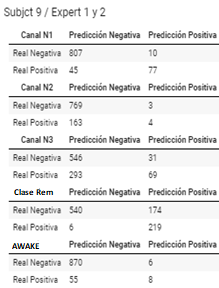 Subjct 9 / Expert 1 y 2
Canal N1 Predicción Negativa Predicción Positiva
Real Negativa 807 10
Real Positiva 45 77
Canal N2 Predicción Negativa Predicción Positiva
Real Negativa 769 3
Real Positiva 163 4
Canal N3 Predicción Negativa Predicción Positiva
Real Negativa 546 31
Real Positiva 293 69
Clase Rem Predicción Negativa Predicción Positiva
Real Negativa 540 174
Real Positiva 6 219
AWAKE Predicción Negativa Predicción Positiva
Real Negativa 870 6
Real Positiva 55 8